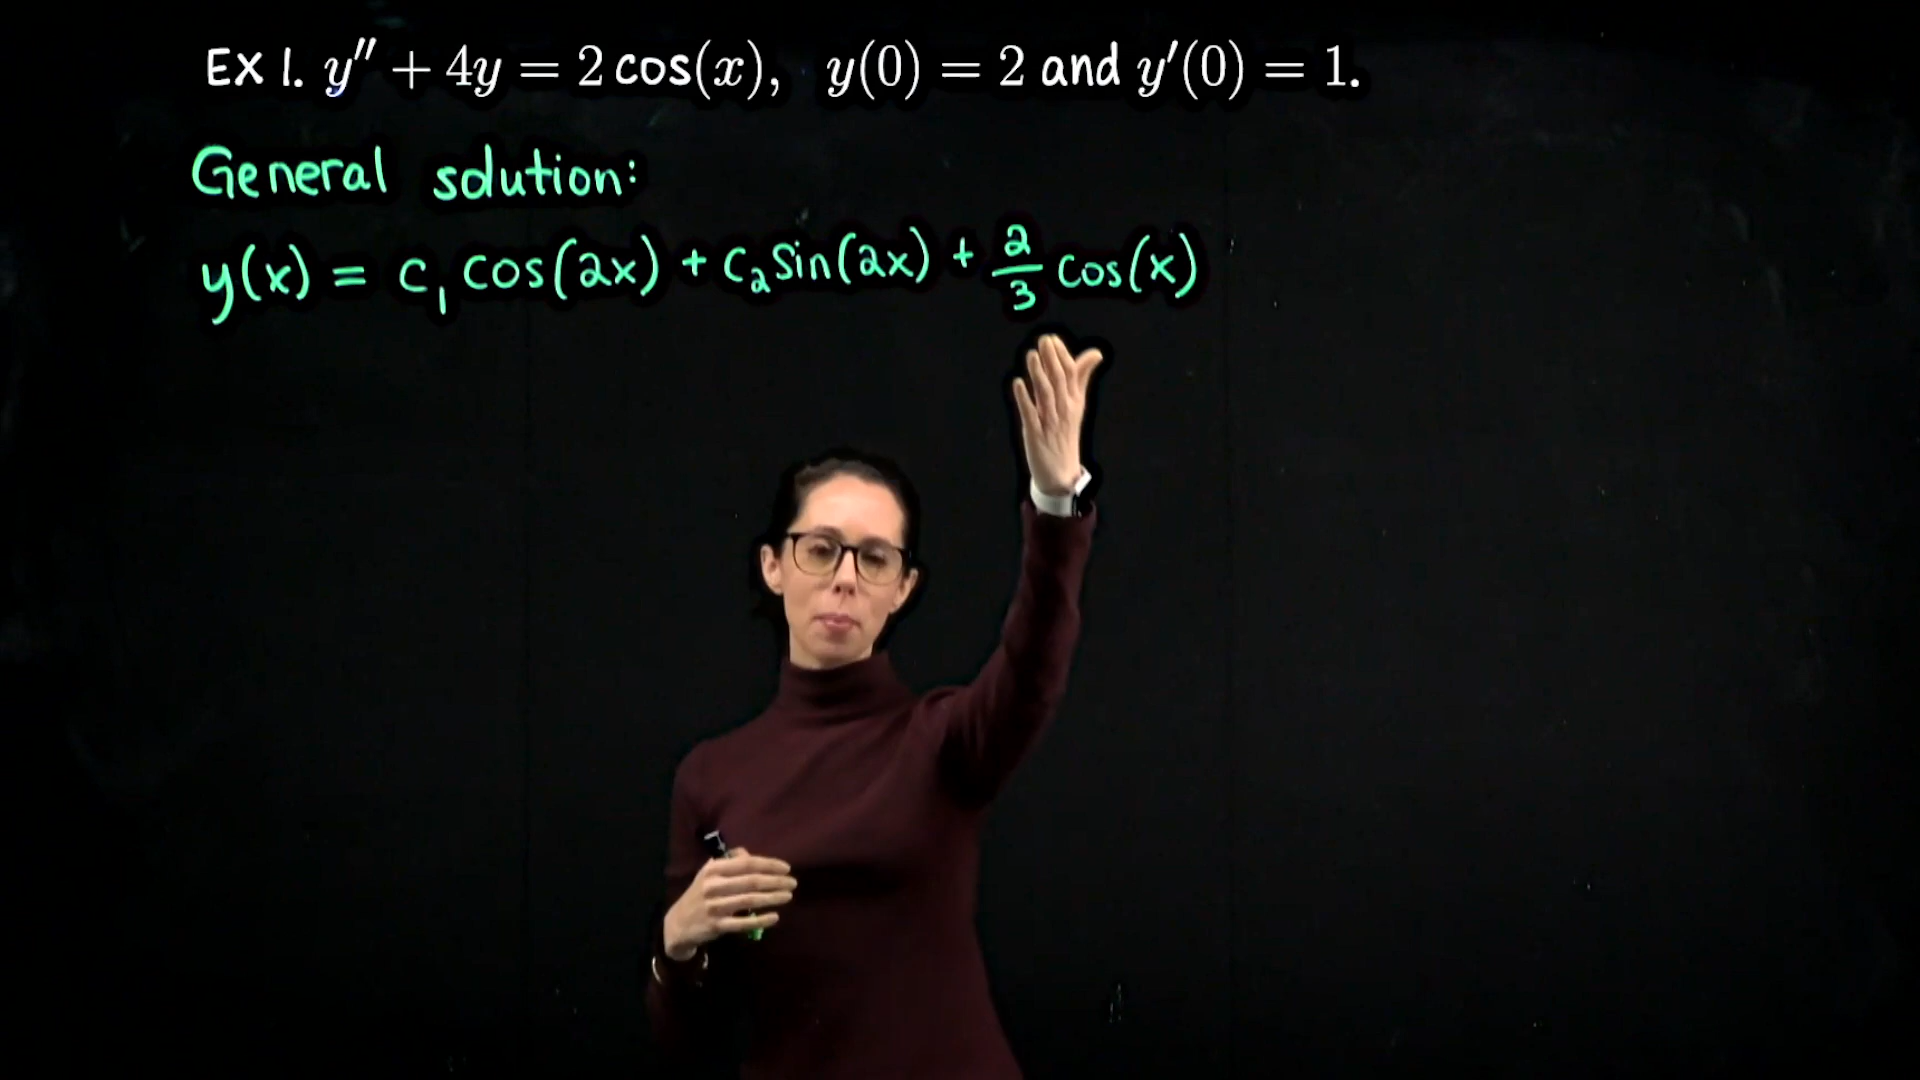 Ex 1. y″ + 4y = 2 cos(x), y(0) = 2 and y′(0) = 1.
General solution:
y(x) = c₁ cos(2x) + c₂ sin(2x) + 2/3 cos(x)